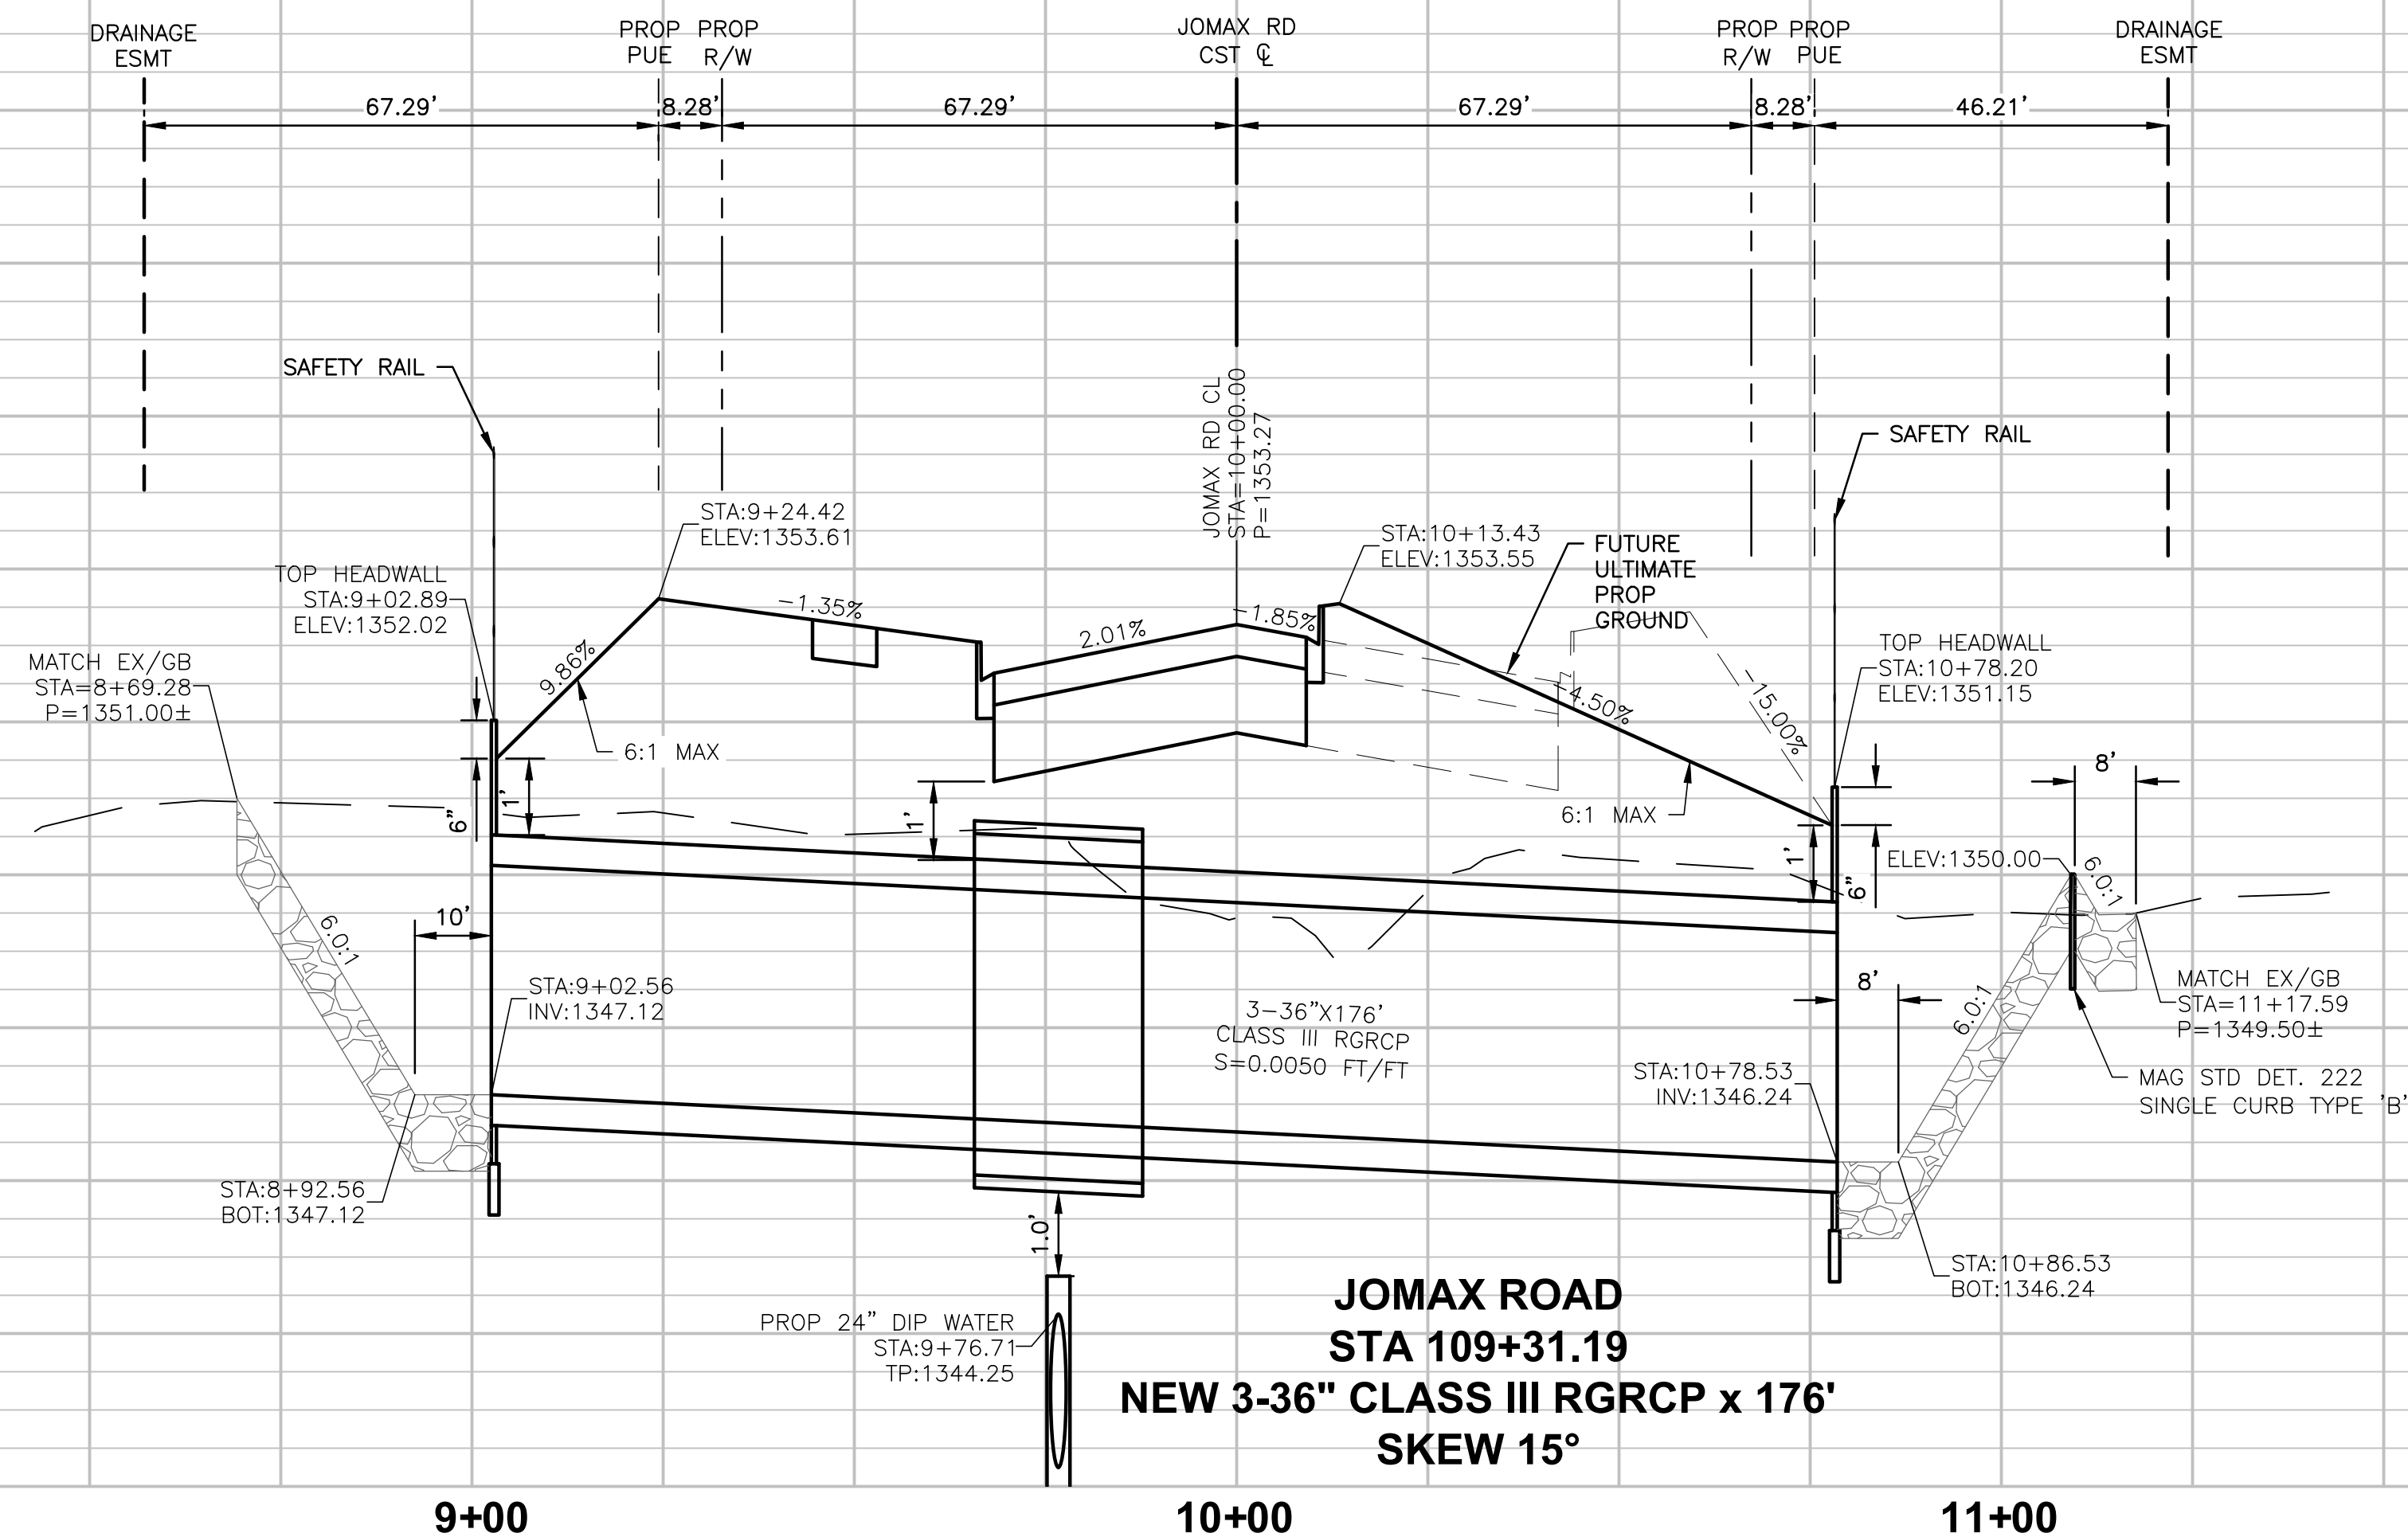 DRAINAGE
ESMT
PROP PROP
PUE R/W
JOMAX RD
CST ℄
PROP PROP
R/W PUE
DRAINAGE
ESMT
67.29'
8.28'
67.29'
67.29'
8.28'
46.21'
SAFETY RAIL
JOMAX RD CL
STA=10+00.00
P=1353.27
SAFETY RAIL
STA:9+24.42
ELEV:1353.61
STA:10+13.43
ELEV:1353.55
FUTURE
ULTIMATE
PROP
GROUND
TOP HEADWALL
STA:9+02.89
ELEV:1352.02
-1.35%
2.01%
-1.85%
9.86%
MATCH EX/GB
STA=8+69.28
P=1351.00±
TOP HEADWALL
STA:10+78.20
ELEV:1351.15
-4.50%
-15.00%
6:1 MAX
6:1 MAX
6"
1'
1'
1'
6"
8'
ELEV:1350.00
6.0:1
10'
6.0:1
STA:9+02.56
INV:1347.12
3-36"X176'
CLASS III RGRCP
S=0.0050 FT/FT
8'
6.0:1
MATCH EX/GB
STA=11+17.59
P=1349.50±
STA:10+78.53
INV:1346.24
MAG STD DET. 222
SINGLE CURB TYPE 'B'
STA:8+92.56
BOT:1347.12
1.0'
STA:10+86.53
BOT:1346.24
PROP 24" DIP WATER
STA:9+76.71
TP:1344.25
JOMAX ROAD
STA 109+31.19
NEW 3-36" CLASS III RGRCP x 176'
SKEW 15°
9+00
10+00
11+00